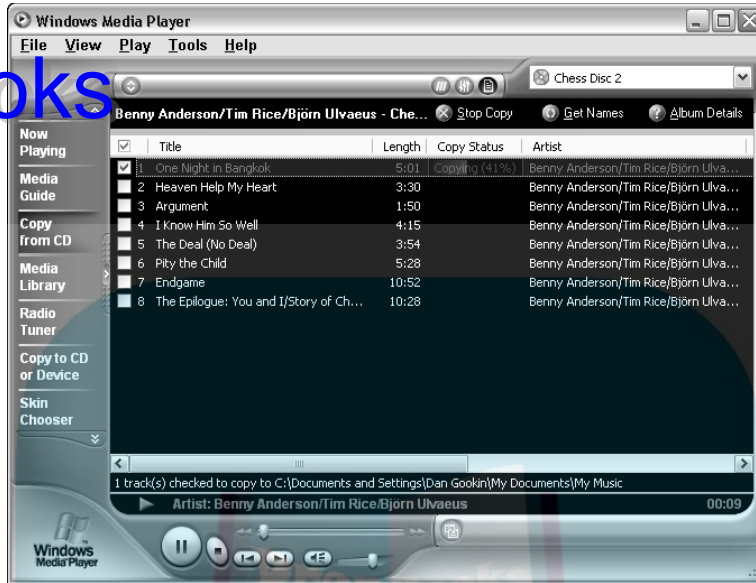 Windows Media Player
File View Play Tools Help
oks
Chess Disc 2
Benny Anderson/Tim Rice/Björn Ulvaeus - Che... Stop Copy Get Names Album Details
Now Playing
Media Guide
Copy from CD
Media Library
Radio Tuner
Copy to CD or Device
Skin Chooser
Title Length Copy Status Artist
1 One Night in Bangkok 5:01 Copying (41%) Benny Anderson/Tim Rice/Björn Ulva...
2 Heaven Help My Heart 3:30 Benny Anderson/Tim Rice/Björn Ulva...
3 Argument 1:50 Benny Anderson/Tim Rice/Björn Ulva...
4 I Know Him So Well 4:15 Benny Anderson/Tim Rice/Björn Ulva...
5 The Deal (No Deal) 3:54 Benny Anderson/Tim Rice/Björn Ulva...
6 Pity the Child 5:28 Benny Anderson/Tim Rice/Björn Ulva...
7 Endgame 10:52 Benny Anderson/Tim Rice/Björn Ulva...
8 The Epilogue: You and I/Story of Ch... 10:28 Benny Anderson/Tim Rice/Björn Ulva...
1 track(s) checked to copy to C:\Documents and Settings\Dan Gookin\My Documents\My Music
Artist: Benny Anderson/Tim Rice/Björn Ulvaeus 00:09
Windows
Media Player